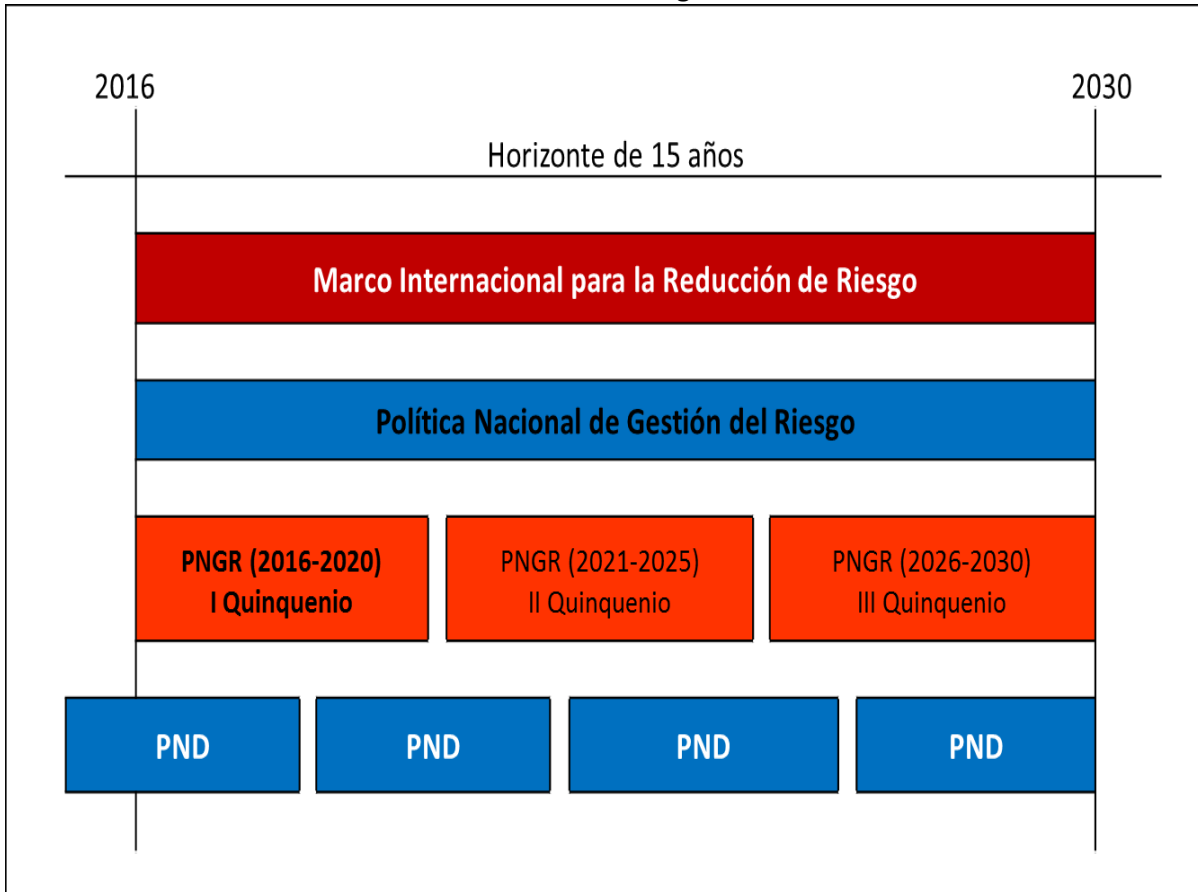 2016
2030
Horizonte de 15 años
Marco Internacional para la Reducción de Riesgo
Política Nacional de Gestión del Riesgo
PNGR (2016-2020)
I Quinquenio
PNGR (2021-2025)
II Quinquenio
PNGR (2026-2030)
III Quinquenio
PND
PND
PND
PND